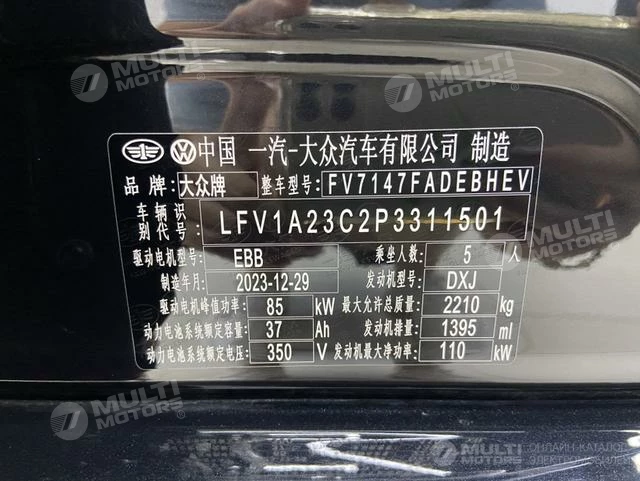 MULTI MOTORS®
MULTI MOTORS®
MULTI MOTORS®
中国 一汽-大众汽车有限公司 制造
品 牌: 大众牌 整车型号: FV7147FADEBHEV
车 辆 识
别 代 号: LFV1A23C2P3311501
驱动电机型号: EBB 乘坐人数: 5 人
制造年月: 2023-12-29 发动机型号: DXJ
驱动电机峰值功率: 85 kW 最大允许总质量: 2210 kg
动力电池系统额定容量: 37 Ah 发动机排量: 1395 ml
动力电池系统额定电压: 350 V 发动机最大净功率: 110 kW
MULTI MOTORS®
MULTI MOTORS
ОНЛАЙН-КАТАЛОГ
ЭЛЕКТРОМОБИЛЕЙ